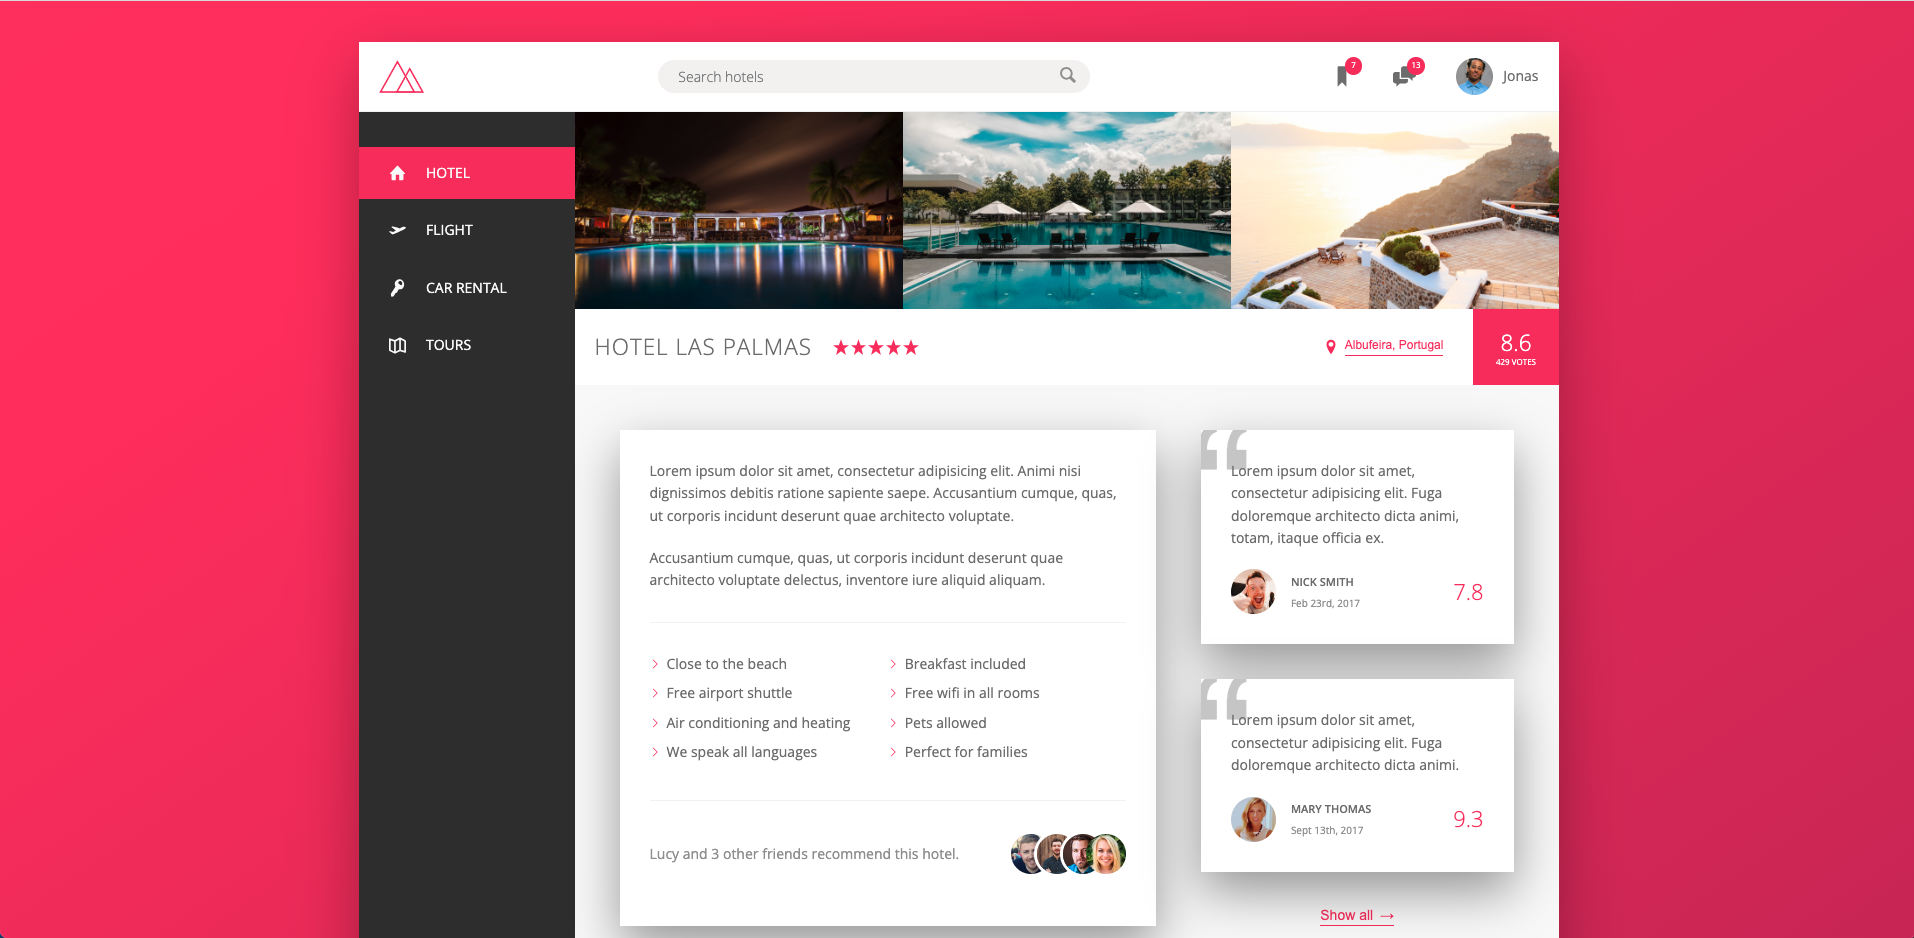 Search hotels
7
13
Jonas
HOTEL
FLIGHT
CAR RENTAL
TOURS
HOTEL LAS PALMAS
Albufeira, Portugal
8.6
429 VOTES
Lorem ipsum dolor sit amet, consectetur adipisicing elit. Animi nisi
dignissimos debitis ratione sapiente saepe. Accusantium cumque, quas,
ut corporis incidunt deserunt quae architecto voluptate.
Accusantium cumque, quas, ut corporis incidunt deserunt quae
architecto voluptate delectus, inventore iure aliquid aliquam.
Close to the beach
Free airport shuttle
Air conditioning and heating
We speak all languages
Breakfast included
Free wifi in all rooms
Pets allowed
Perfect for families
Lucy and 3 other friends recommend this hotel.
“
Lorem ipsum dolor sit amet,
consectetur adipisicing elit. Fuga
doloremque architecto dicta animi,
totam, itaque officia ex.
NICK SMITH
Feb 23rd, 2017
7.8
“
Lorem ipsum dolor sit amet,
consectetur adipisicing elit. Fuga
doloremque architecto dicta animi.
MARY THOMAS
Sept 13th, 2017
9.3
Show all →